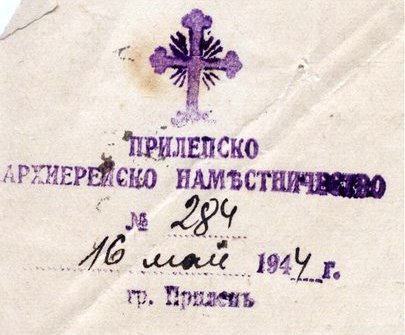 ПРИЛЕПСКО
АРХИЕРЕЙСКО НАМѢСТНИЧЕСТВО
№ 284
16 май 1944 г.
гр. Прилепъ